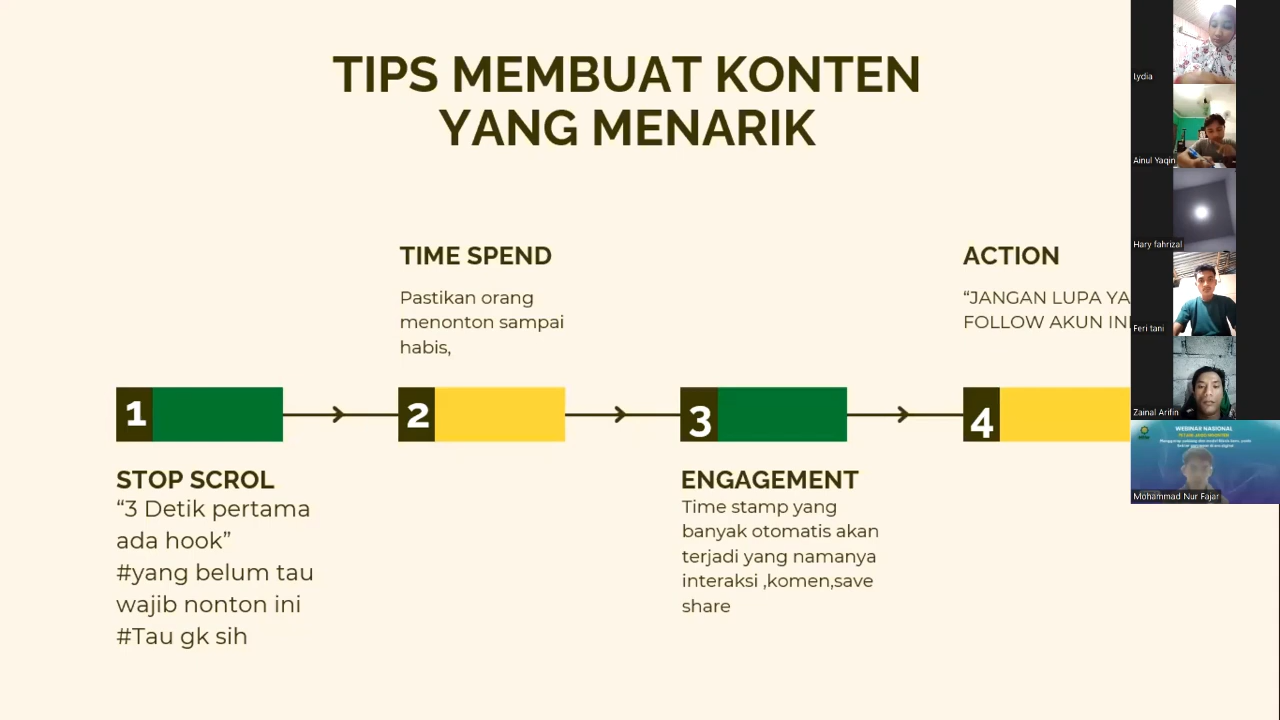 TIPS MEMBUAT KONTEN
YANG MENARIK
1
STOP SCROL
“3 Detik pertama
ada hook”
#yang belum tau
wajib nonton ini
#Tau gk sih
2
TIME SPEND
Pastikan orang
menonton sampai
habis,
3
ENGAGEMENT
Time stamp yang
banyak otomatis akan
terjadi yang namanya
interaksi ,komen,save
share
4
ACTION
“JANGAN LUPA YA
FOLLOW AKUN INI
Lydia
Ainul Yaqin
Hary fahrizal
Feri tani
Zainal Arifin
WEBINAR NASIONAL
Mohammad Nur Fajar